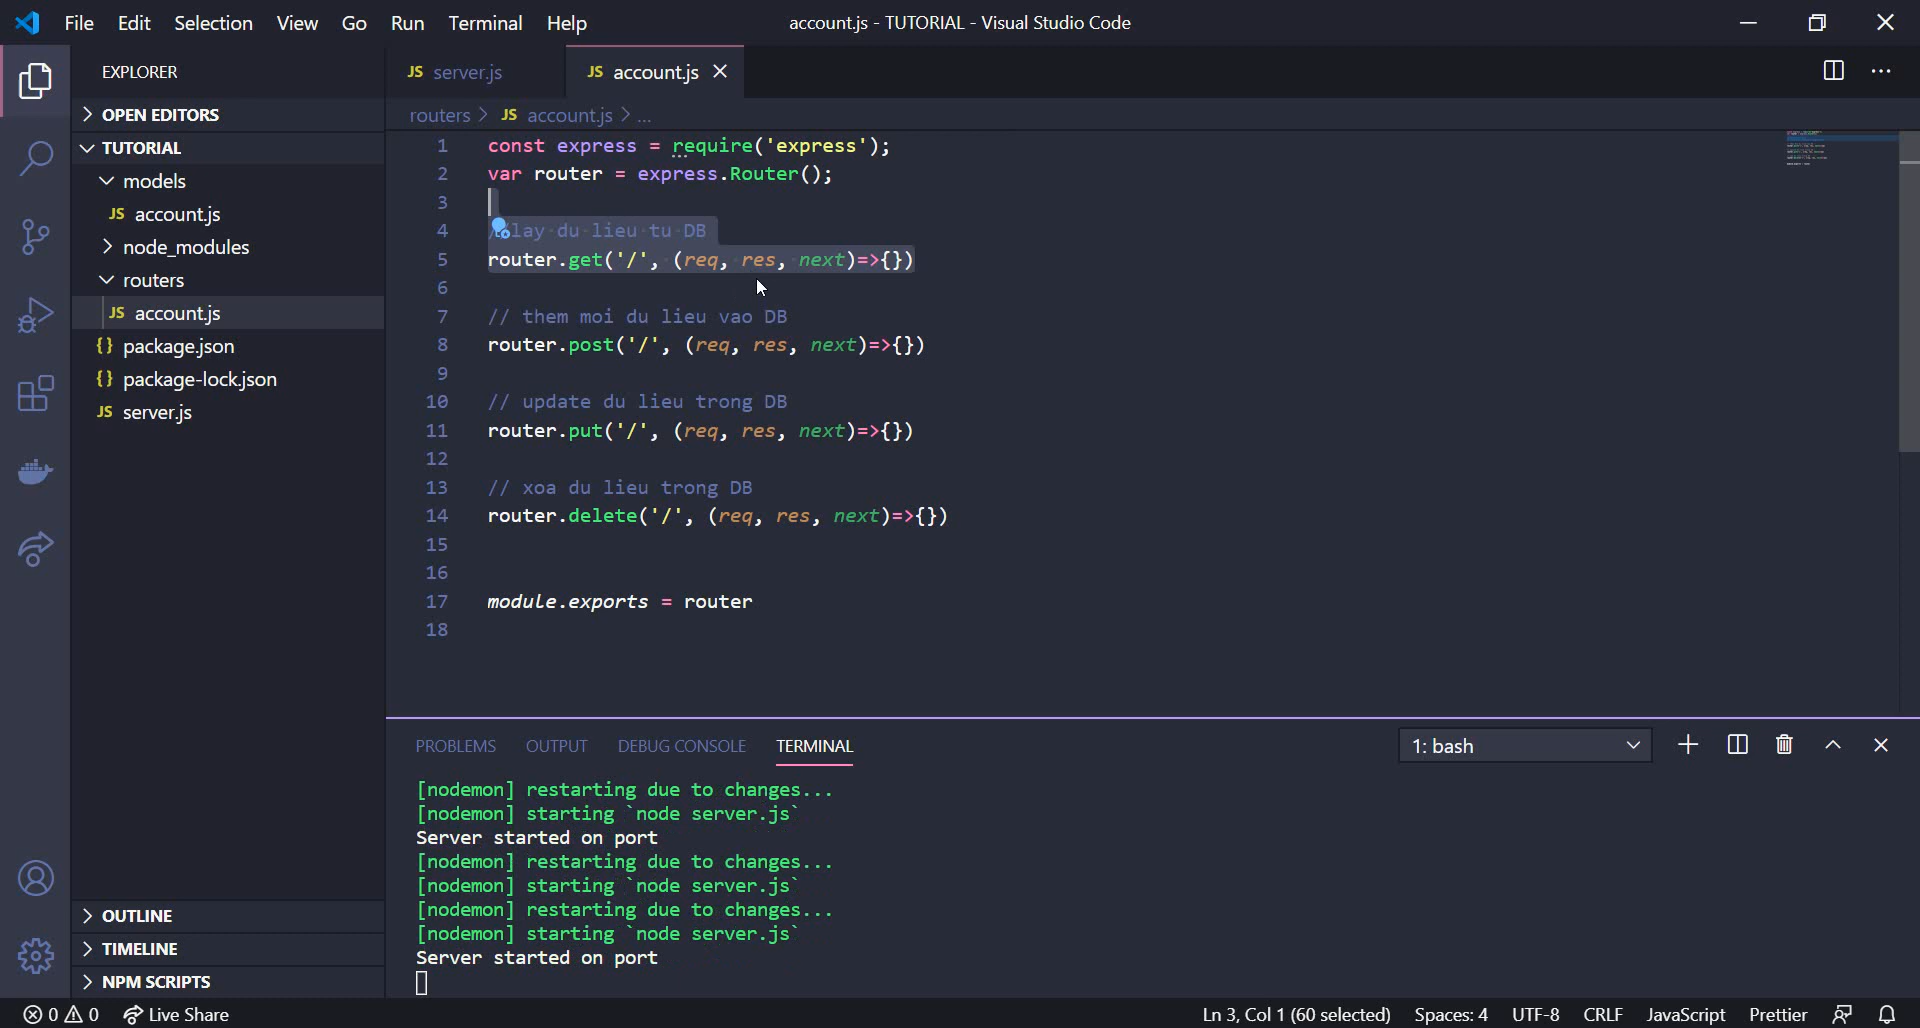 File Edit Selection View Go Run Terminal Help
account.js - TUTORIAL - Visual Studio Code
EXPLORER
OPEN EDITORS
TUTORIAL
models
JS account.js
node_modules
routers
JS account.js
{} package.json
{} package-lock.json
JS server.js
OUTLINE
TIMELINE
NPM SCRIPTS
JS server.js
JS account.js
routers > JS account.js > ...
1 const express = require('express');
2 var router = express.Router();
3
4 lay du lieu tu DB
5 router.get('/', (req, res, next)=>{})
6
7 // them moi du lieu vao DB
8 router.post('/', (req, res, next)=>{})
9
10 // update du lieu trong DB
11 router.put('/', (req, res, next)=>{})
12
13 // xoa du lieu trong DB
14 router.delete('/', (req, res, next)=>{})
15
16
17 module.exports = router
18
PROBLEMS OUTPUT DEBUG CONSOLE TERMINAL
1: bash
[nodemon] restarting due to changes...
[nodemon] starting `node server.js`
Server started on port
[nodemon] restarting due to changes...
[nodemon] starting `node server.js`
[nodemon] restarting due to changes...
[nodemon] starting `node server.js`
Server started on port
0 0 Live Share
Ln 3, Col 1 (60 selected) Spaces: 4 UTF-8 CRLF JavaScript Prettier